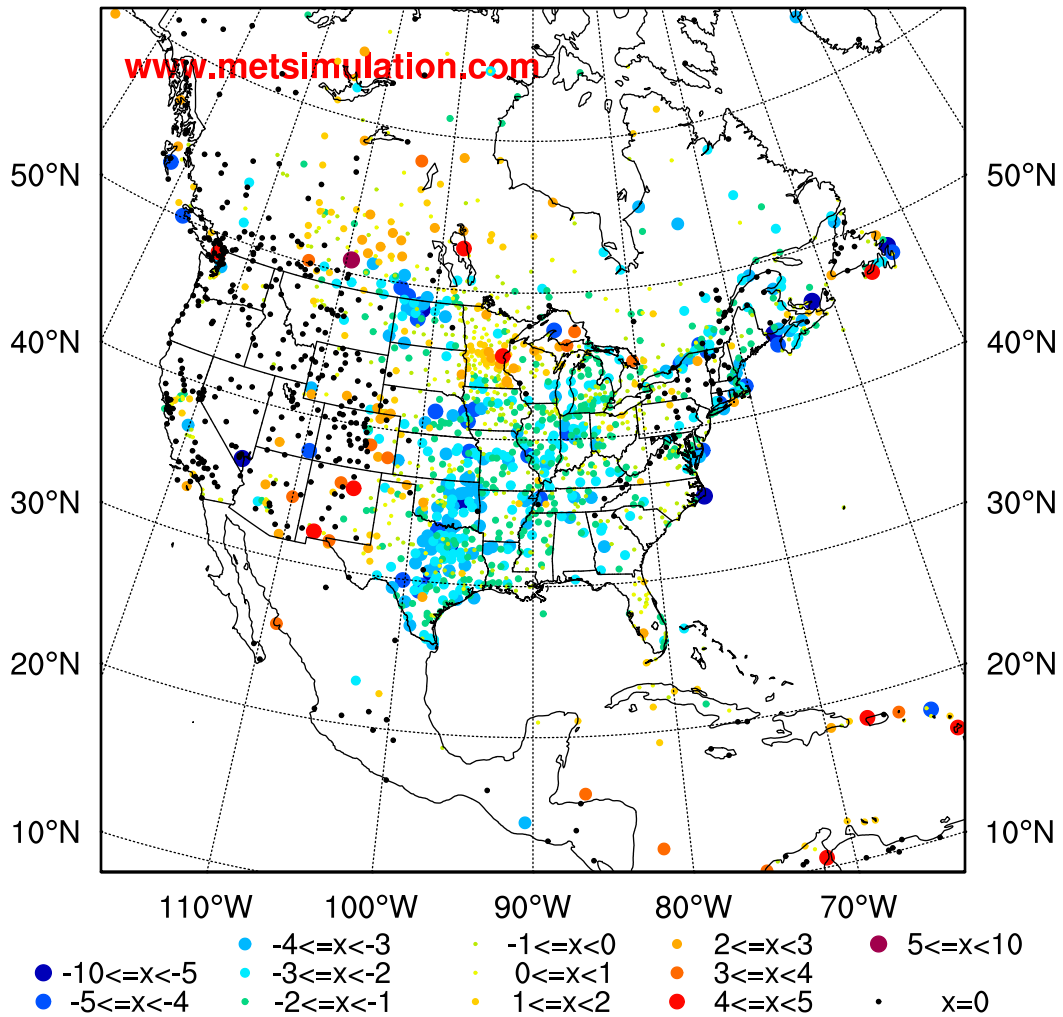 www.metsimulation.com
50°N 50°N
40°N 40°N
30°N 30°N
20°N 20°N
10°N 10°N
110°W 100°W 90°W 80°W 70°W
-4<=x<-3 -1<=x<0 2<=x<3 5<=x<10
-10<=x<-5 -3<=x<-2 0<=x<1 3<=x<4
-5<=x<-4 -2<=x<-1 1<=x<2 4<=x<5 x=0